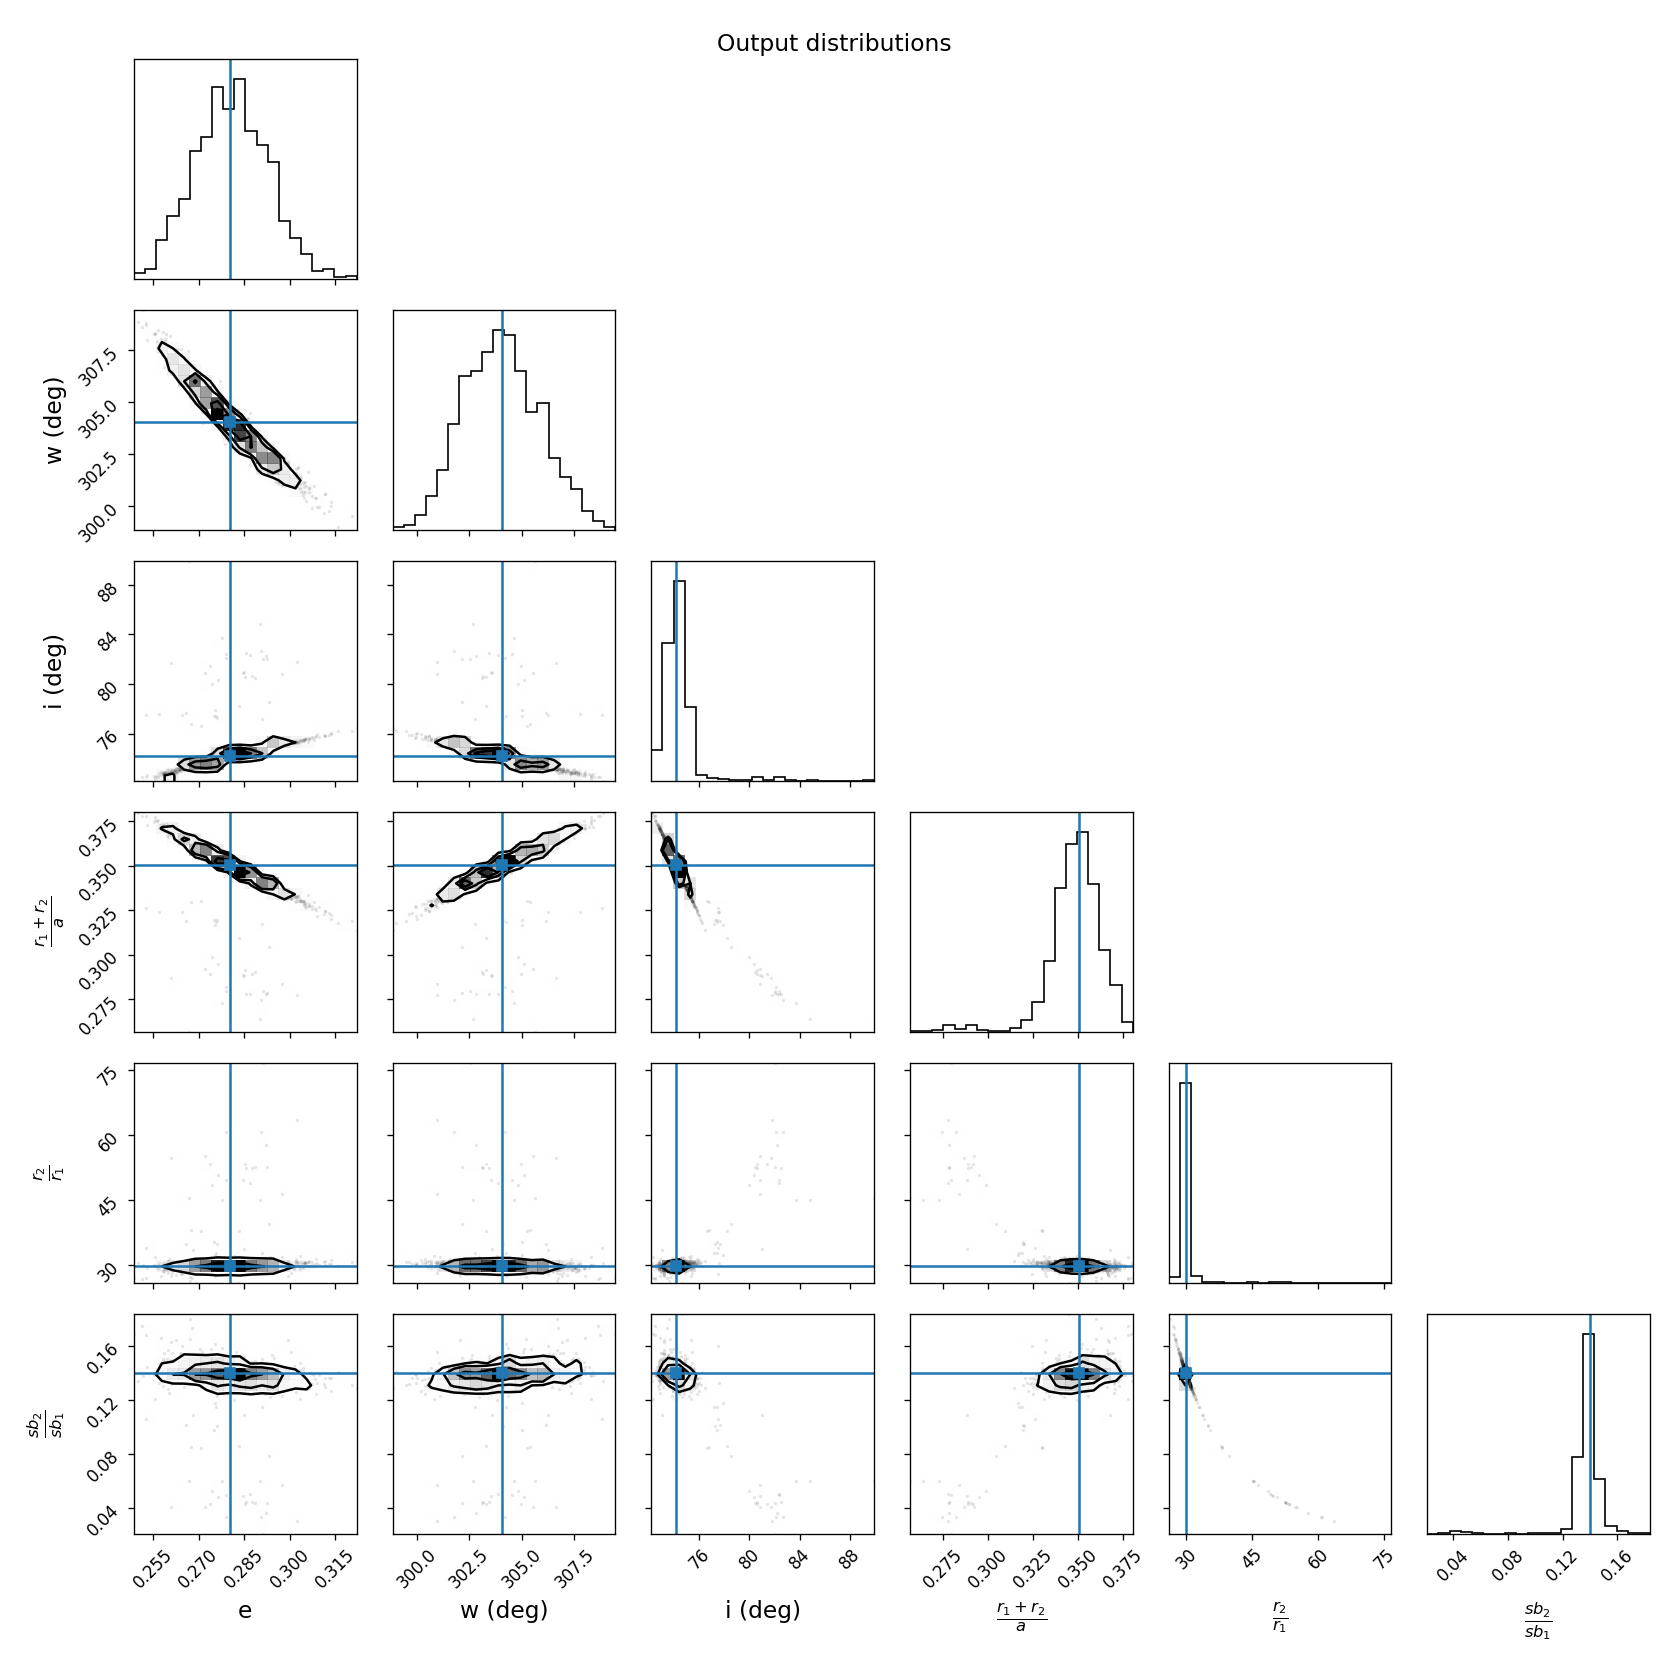 Output distributions
w (deg)
307.5
305.0
302.5
300.0
i (deg)
88
84
80
76
r1 + r2
a
0.375
0.350
0.325
0.300
0.275
r2
r1
75
60
45
30
sb2
sb1
0.16
0.12
0.08
0.04
0.255 0.270 0.285 0.300 0.315 300.0 302.5 305.0 307.5 76 80 84 88 0.275 0.300 0.325 0.350 0.375 30 45 60 75 0.04 0.08 0.12 0.16
e w (deg) i (deg) r1 + r2 r2 sb2
a r1 sb1